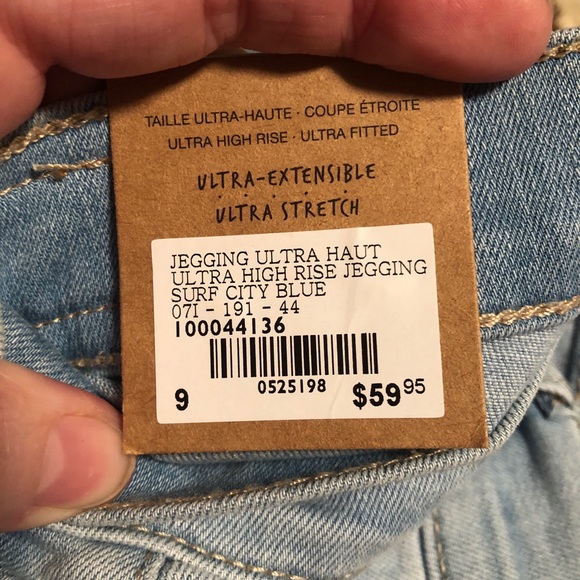 TAILLE ULTRA-HAUTE · COUPE ÉTROITE
ULTRA HIGH RISE · ULTRA FITTED
ULTRA-EXTENSIBLE
ULTRA STRETCH
JEGGING ULTRA HAUT
ULTRA HIGH RISE JEGGING
SURF CITY BLUE
07I - 191 - 44
100044136
0525198
9 $59.95